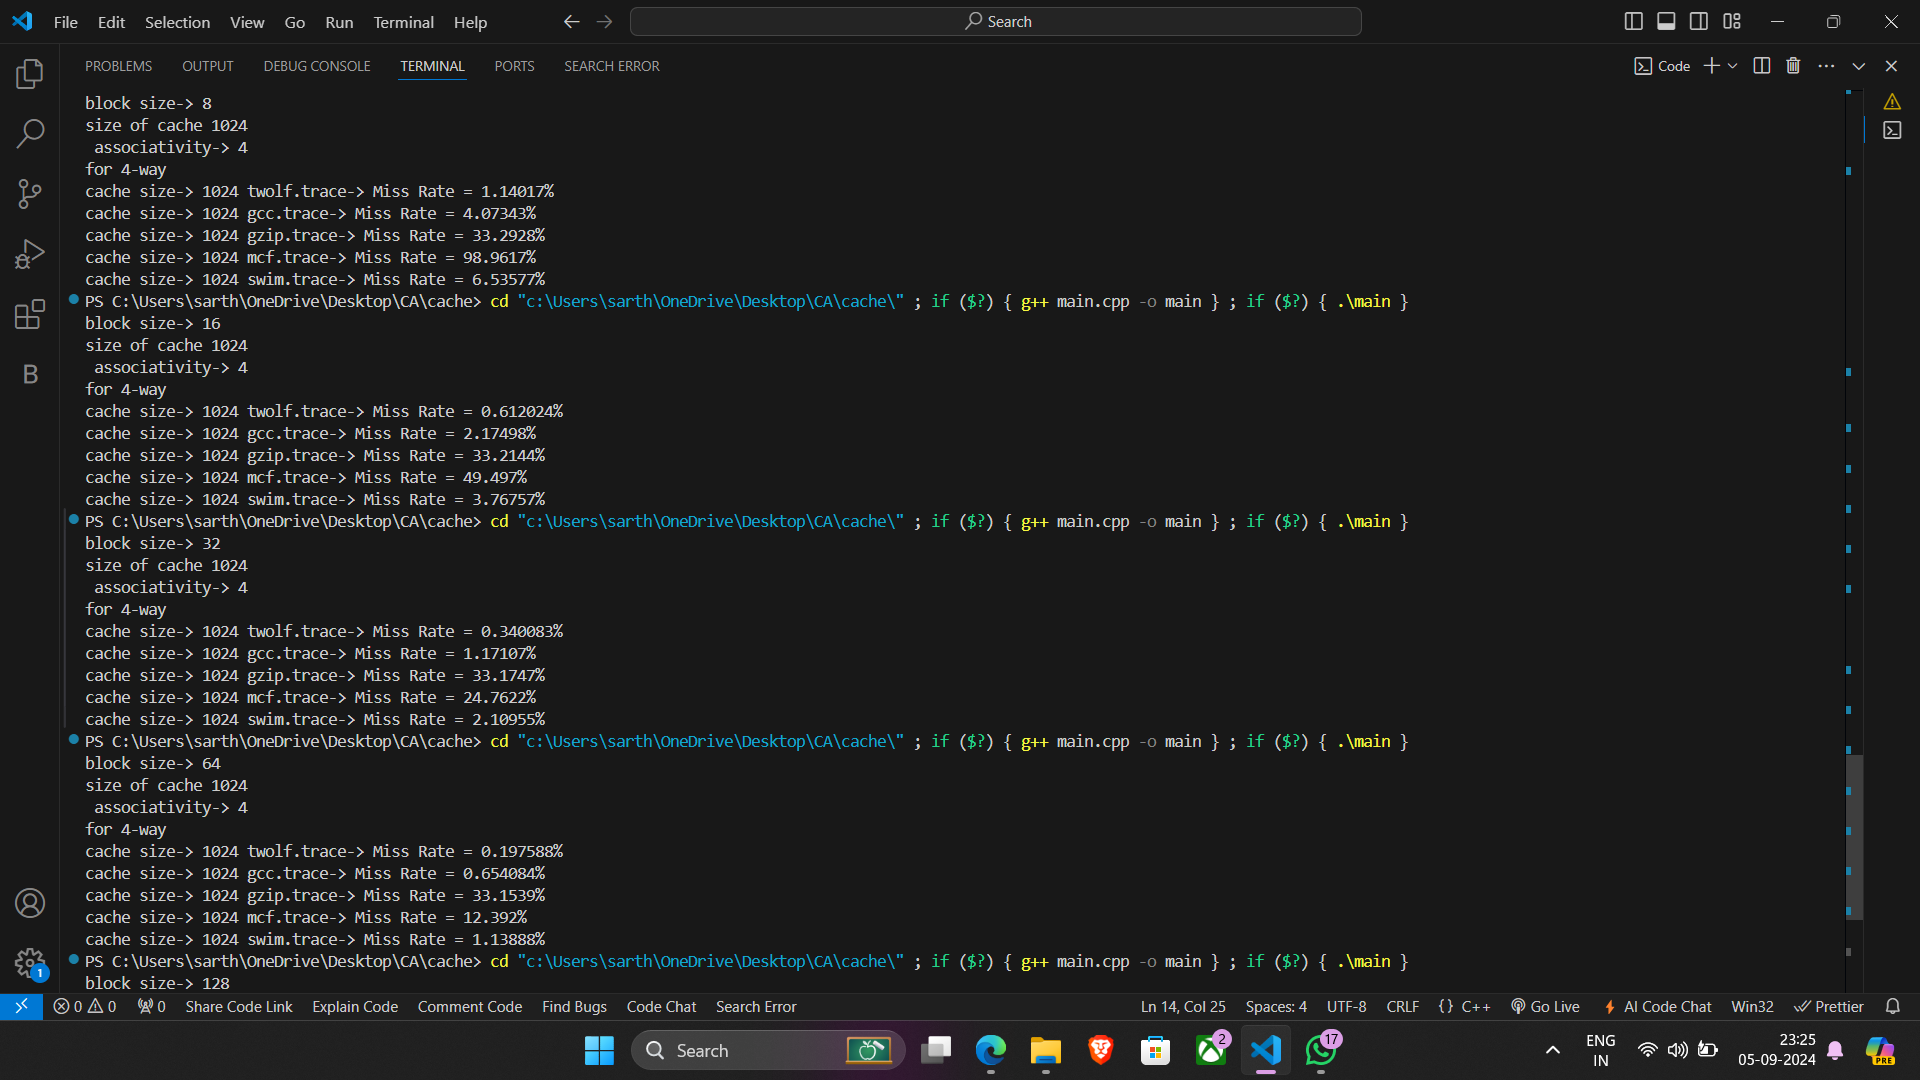 File Edit Selection View Go Run Terminal Help Search
PROBLEMS OUTPUT DEBUG CONSOLE TERMINAL PORTS SEARCH ERROR Code
block size-> 8
size of cache 1024
 associativity-> 4
for 4-way
cache size-> 1024 twolf.trace-> Miss Rate = 1.14017%
cache size-> 1024 gcc.trace-> Miss Rate = 4.07343%
cache size-> 1024 gzip.trace-> Miss Rate = 33.2928%
cache size-> 1024 mcf.trace-> Miss Rate = 98.9617%
cache size-> 1024 swim.trace-> Miss Rate = 6.53577%
PS C:\Users\sarth\OneDrive\Desktop\CA\cache> cd "c:\Users\sarth\OneDrive\Desktop\CA\cache\" ; if ($?) { g++ main.cpp -o main } ; if ($?) { .\main }
block size-> 16
size of cache 1024
 associativity-> 4
for 4-way
cache size-> 1024 twolf.trace-> Miss Rate = 0.612024%
cache size-> 1024 gcc.trace-> Miss Rate = 2.17498%
cache size-> 1024 gzip.trace-> Miss Rate = 33.2144%
cache size-> 1024 mcf.trace-> Miss Rate = 49.497%
cache size-> 1024 swim.trace-> Miss Rate = 3.76757%
PS C:\Users\sarth\OneDrive\Desktop\CA\cache> cd "c:\Users\sarth\OneDrive\Desktop\CA\cache\" ; if ($?) { g++ main.cpp -o main } ; if ($?) { .\main }
block size-> 32
size of cache 1024
 associativity-> 4
for 4-way
cache size-> 1024 twolf.trace-> Miss Rate = 0.340083%
cache size-> 1024 gcc.trace-> Miss Rate = 1.17107%
cache size-> 1024 gzip.trace-> Miss Rate = 33.1747%
cache size-> 1024 mcf.trace-> Miss Rate = 24.7622%
cache size-> 1024 swim.trace-> Miss Rate = 2.10955%
PS C:\Users\sarth\OneDrive\Desktop\CA\cache> cd "c:\Users\sarth\OneDrive\Desktop\CA\cache\" ; if ($?) { g++ main.cpp -o main } ; if ($?) { .\main }
block size-> 64
size of cache 1024
 associativity-> 4
for 4-way
cache size-> 1024 twolf.trace-> Miss Rate = 0.197588%
cache size-> 1024 gcc.trace-> Miss Rate = 0.654084%
cache size-> 1024 gzip.trace-> Miss Rate = 33.1539%
cache size-> 1024 mcf.trace-> Miss Rate = 12.392%
cache size-> 1024 swim.trace-> Miss Rate = 1.13888%
PS C:\Users\sarth\OneDrive\Desktop\CA\cache> cd "c:\Users\sarth\OneDrive\Desktop\CA\cache\" ; if ($?) { g++ main.cpp -o main } ; if ($?) { .\main }
block size-> 128
B
1
0 0 0 Share Code Link Explain Code Comment Code Find Bugs Code Chat Search Error Ln 14, Col 25 Spaces: 4 UTF-8 CRLF {} C++ Go Live AI Code Chat Win32 Prettier
Search 2 17 ENG IN 23:25 05-09-2024 PRE